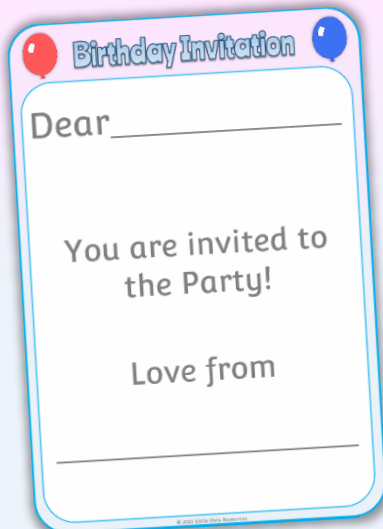 Birthday Invitation
Dear
You are invited to
the Party!
Love from